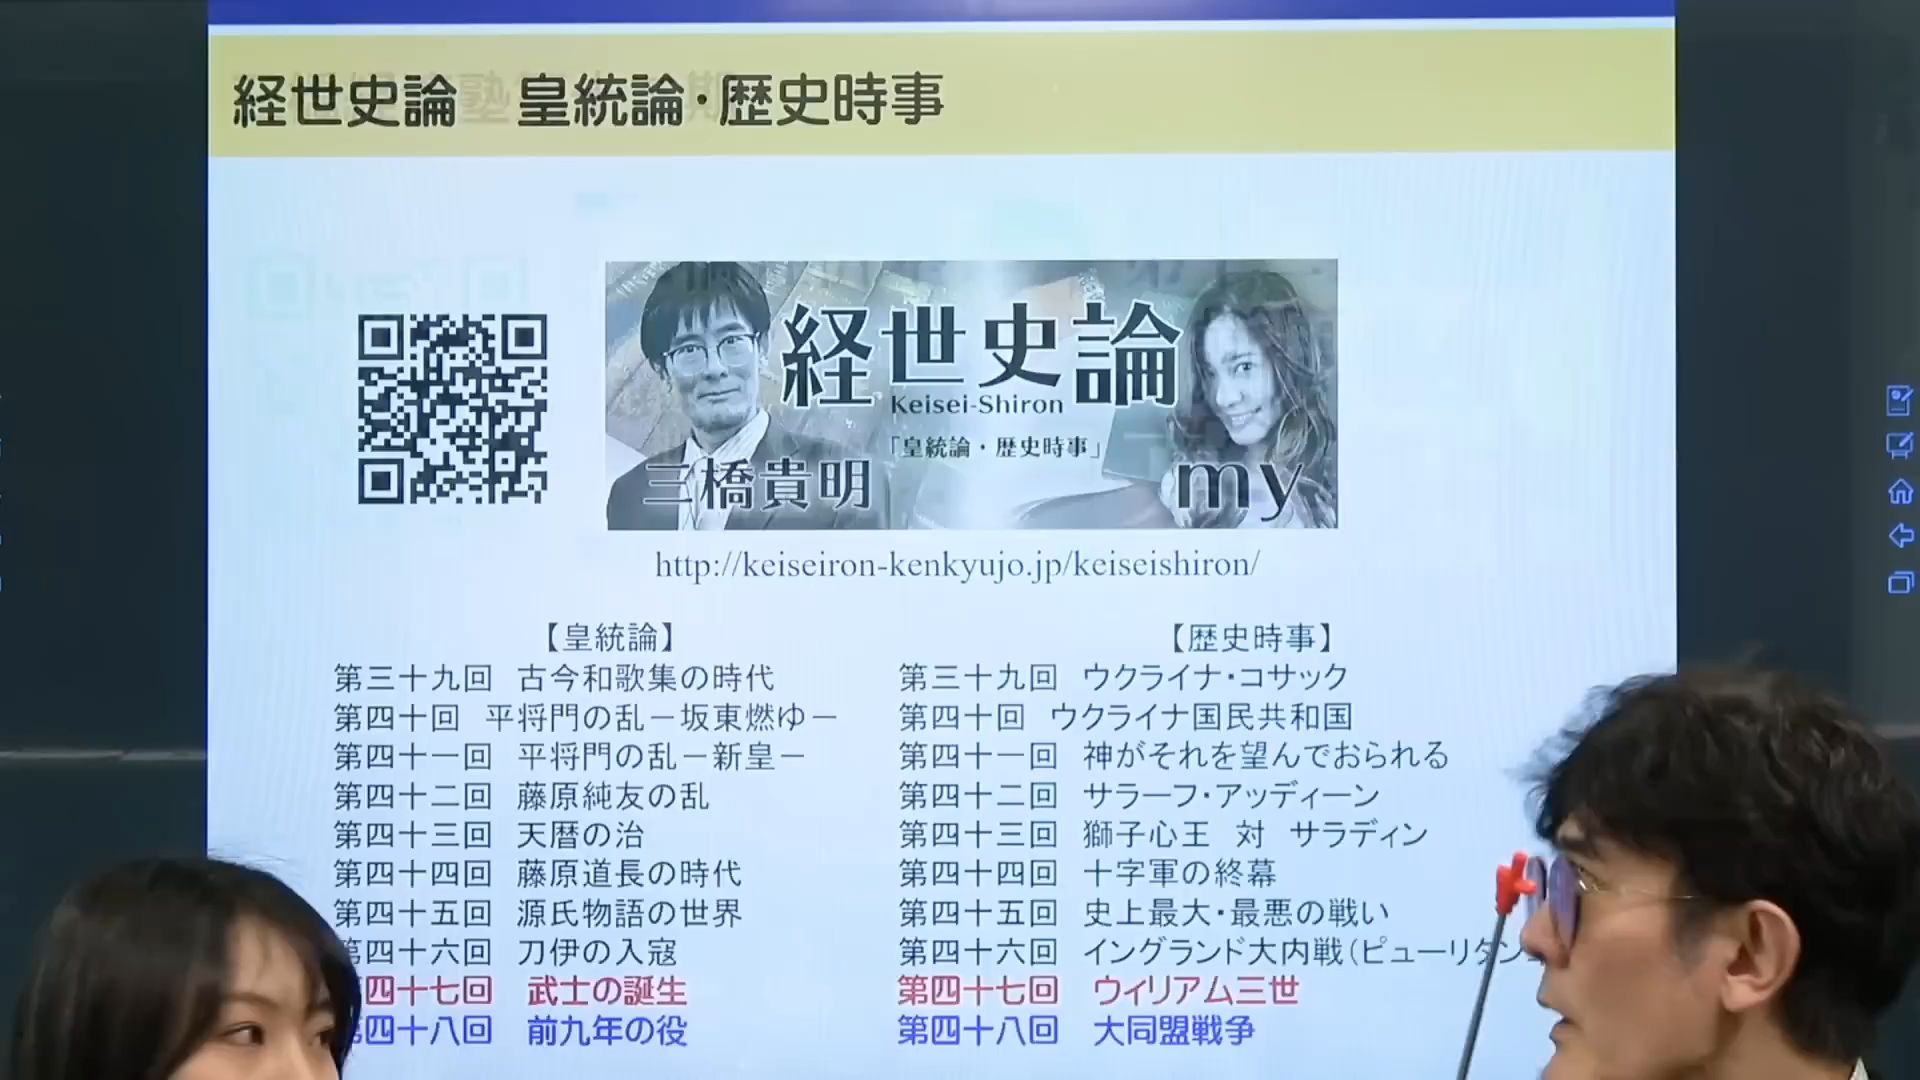 経世史論 皇統論・歴史時事
経世史論
Keisei-Shiron
「皇統論・歴史時事」
三橋貴明
my
http://keiseiron-kenkyujo.jp/keiseishiron/
【皇統論】
第三十九回 古今和歌集の時代
第四十回 平将門の乱－坂東燃ゆ－
第四十一回 平将門の乱－新皇－
第四十二回 藤原純友の乱
第四十三回 天暦の治
第四十四回 藤原道長の時代
第四十五回 源氏物語の世界
第四十六回 刀伊の入寇
第四十七回 武士の誕生
第四十八回 前九年の役
【歴史時事】
第三十九回 ウクライナ・コサック
第四十回 ウクライナ国民共和国
第四十一回 神がそれを望んでおられる
第四十二回 サラーフ・アッディーン
第四十三回 獅子心王 対 サラディン
第四十四回 十字軍の終幕
第四十五回 史上最大・最悪の戦い
第四十六回 イングランド大内戦（ピューリタン
第四十七回 ウィリアム三世
第四十八回 大同盟戦争